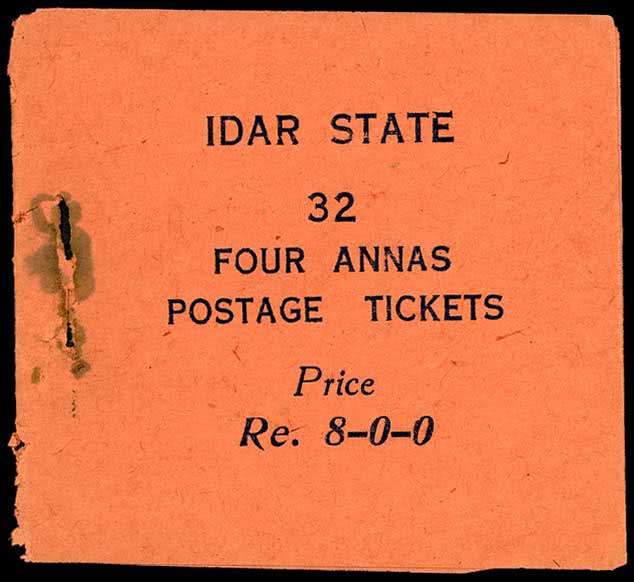 IDAR STATE
32
FOUR ANNAS
POSTAGE TICKETS
Price
Re. 8–0–0